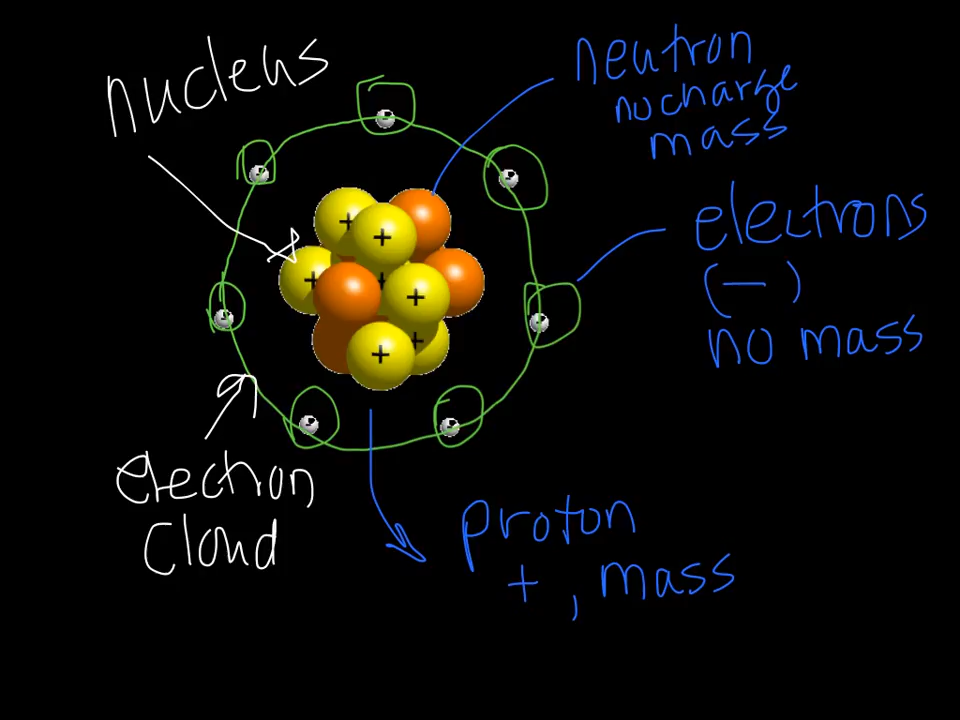 nucleus
neutron
no charge
mass
electrons
(-)
no mass
electron
cloud
proton
+, mass
+
+
+
+
+
+
+